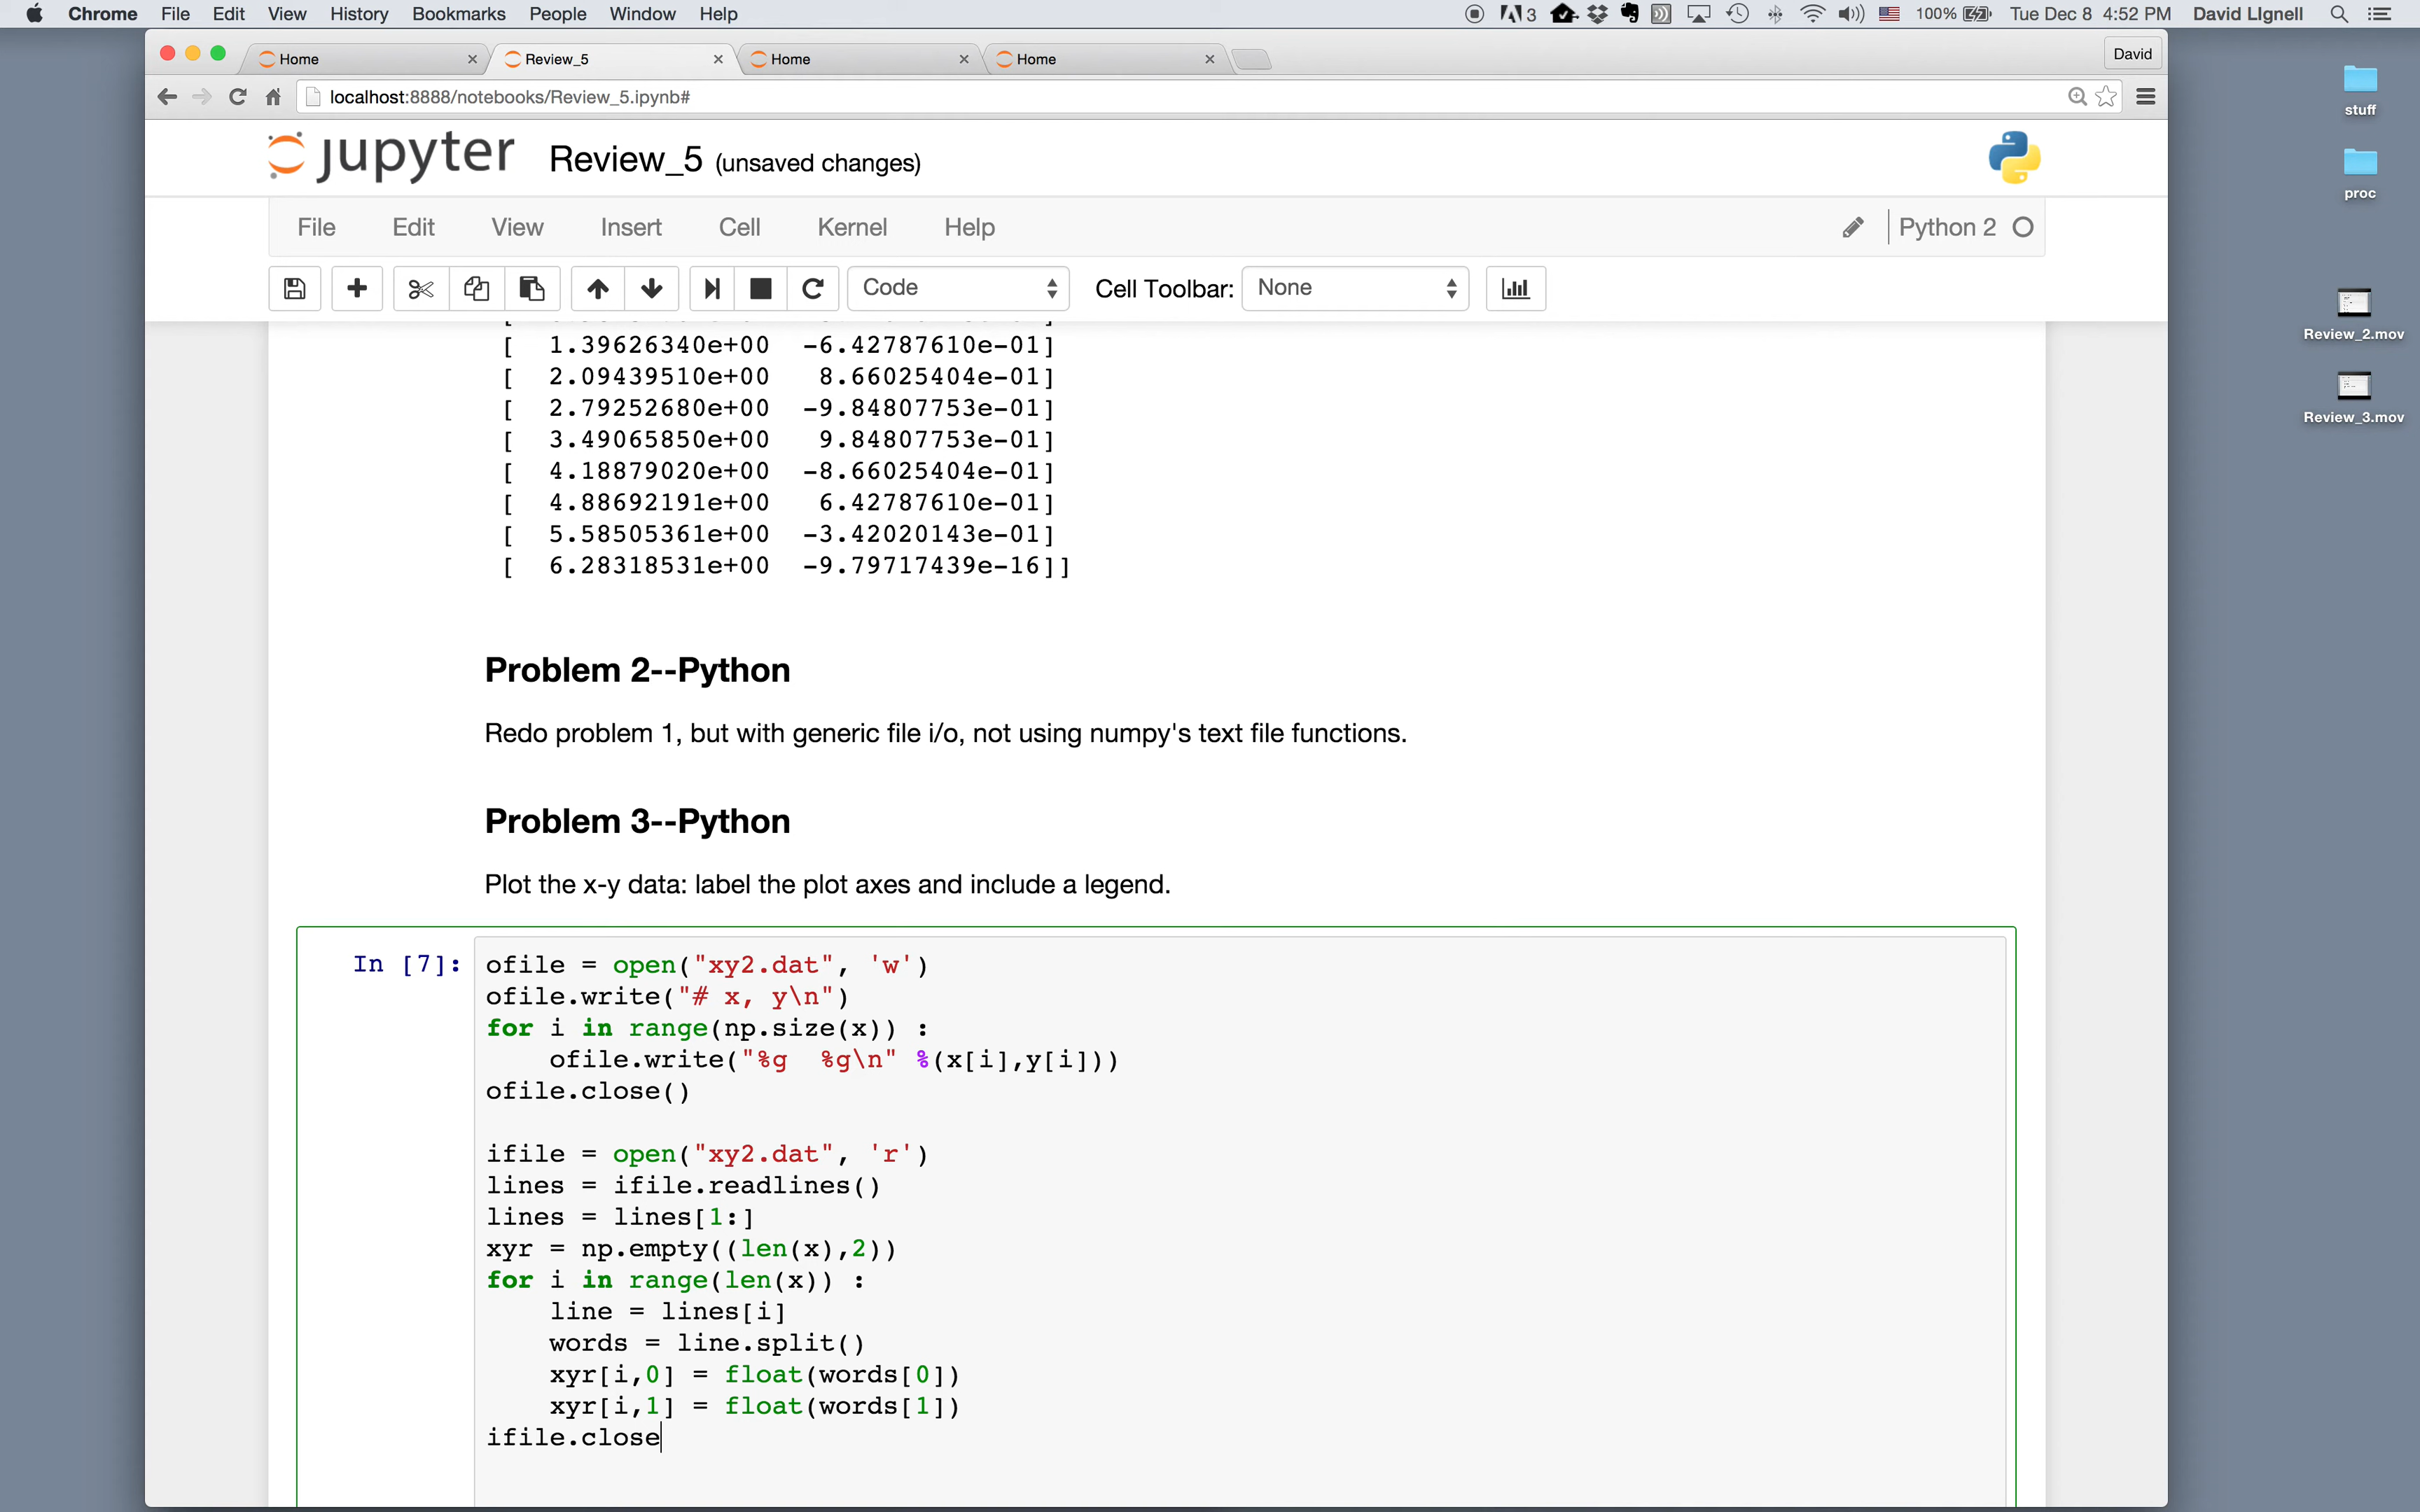 Chrome File Edit View History Bookmarks People Window Help 3 100% Tue Dec 8 4:52 PM David LIgnell
Home Review_5 Home Home David
localhost:8888/notebooks/Review_5.ipynb#
stuff
jupyter Review_5 (unsaved changes)
proc
File Edit View Insert Cell Kernel Help Python 2
Code Cell Toolbar: None
Review_2.mov
Review_3.mov
[ 1.39626340e+00 -6.42787610e-01]
[ 2.09439510e+00 8.66025404e-01]
[ 2.79252680e+00 -9.84807753e-01]
[ 3.49065850e+00 9.84807753e-01]
[ 4.18879020e+00 -8.66025404e-01]
[ 4.88692191e+00 6.42787610e-01]
[ 5.58505361e+00 -3.42020143e-01]
[ 6.28318531e+00 -9.79717439e-16]]
Problem 2--Python
Redo problem 1, but with generic file i/o, not using numpy's text file functions.
Problem 3--Python
Plot the x-y data: label the plot axes and include a legend.
In [7]: ofile = open("xy2.dat", 'w')
ofile.write("# x, y\n")
for i in range(np.size(x)) :
    ofile.write("%g  %g\n" %(x[i],y[i]))
ofile.close()
ifile = open("xy2.dat", 'r')
lines = ifile.readlines()
lines = lines[1:]
xyr = np.empty((len(x),2))
for i in range(len(x)) :
    line = lines[i]
    words = line.split()
    xyr[i,0] = float(words[0])
    xyr[i,1] = float(words[1])
ifile.close